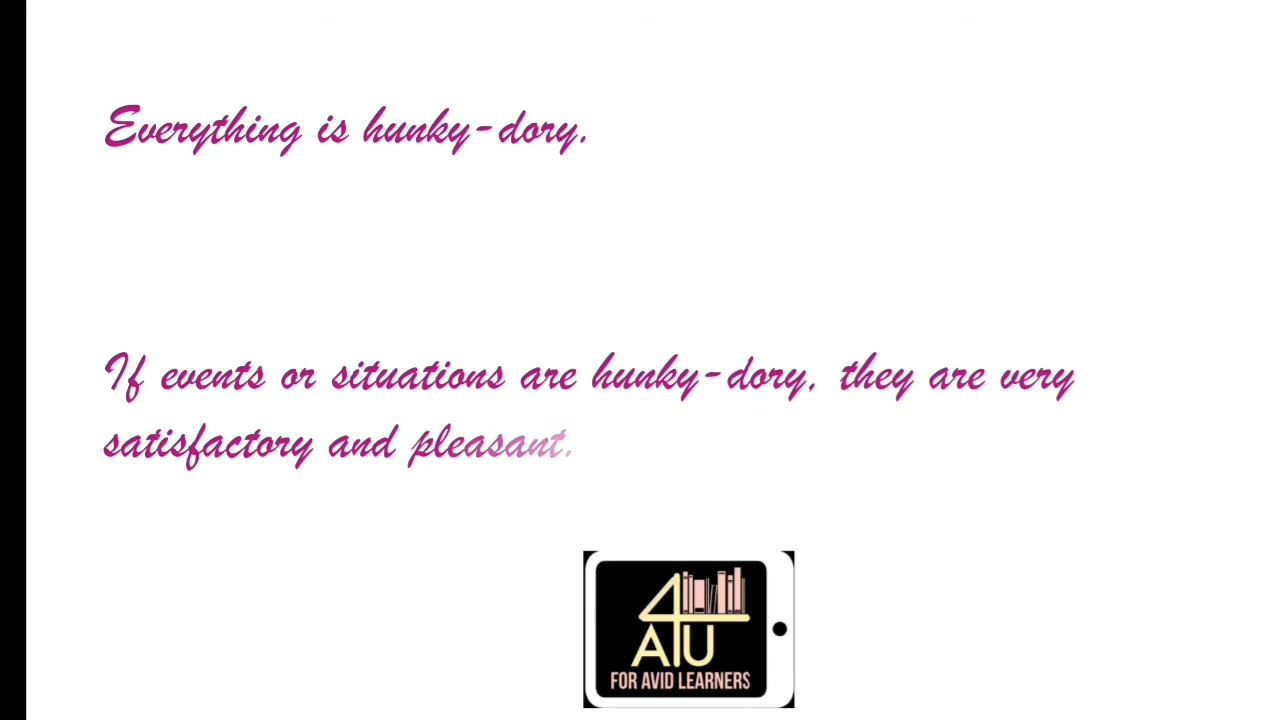 Everything is hunky-dory.
If events or situations are hunky-dory, they are very
satisfactory and pleasant.
4
A U
FOR AVID LEARNERS